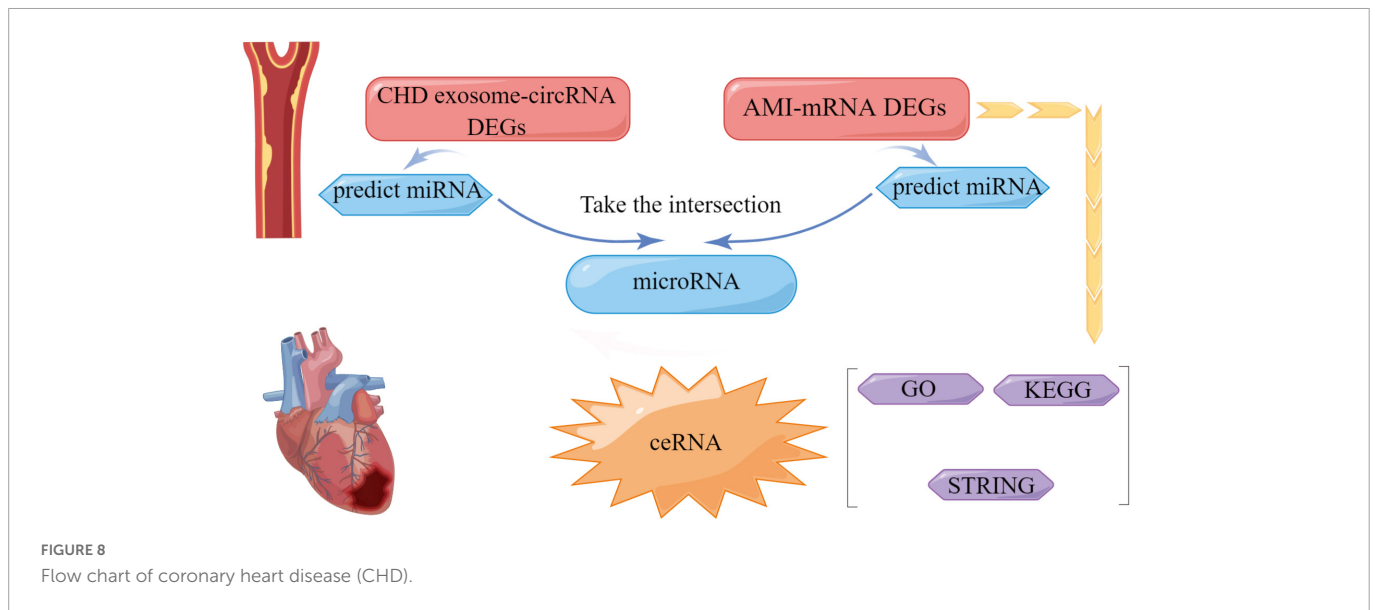 CHD exosome-circRNA
DEGs
AMI-mRNA DEGs
predict miRNA
predict miRNA
Take the intersection
microRNA
GO
KEGG
ceRNA
STRING
FIGURE 8
Flow chart of coronary heart disease (CHD).